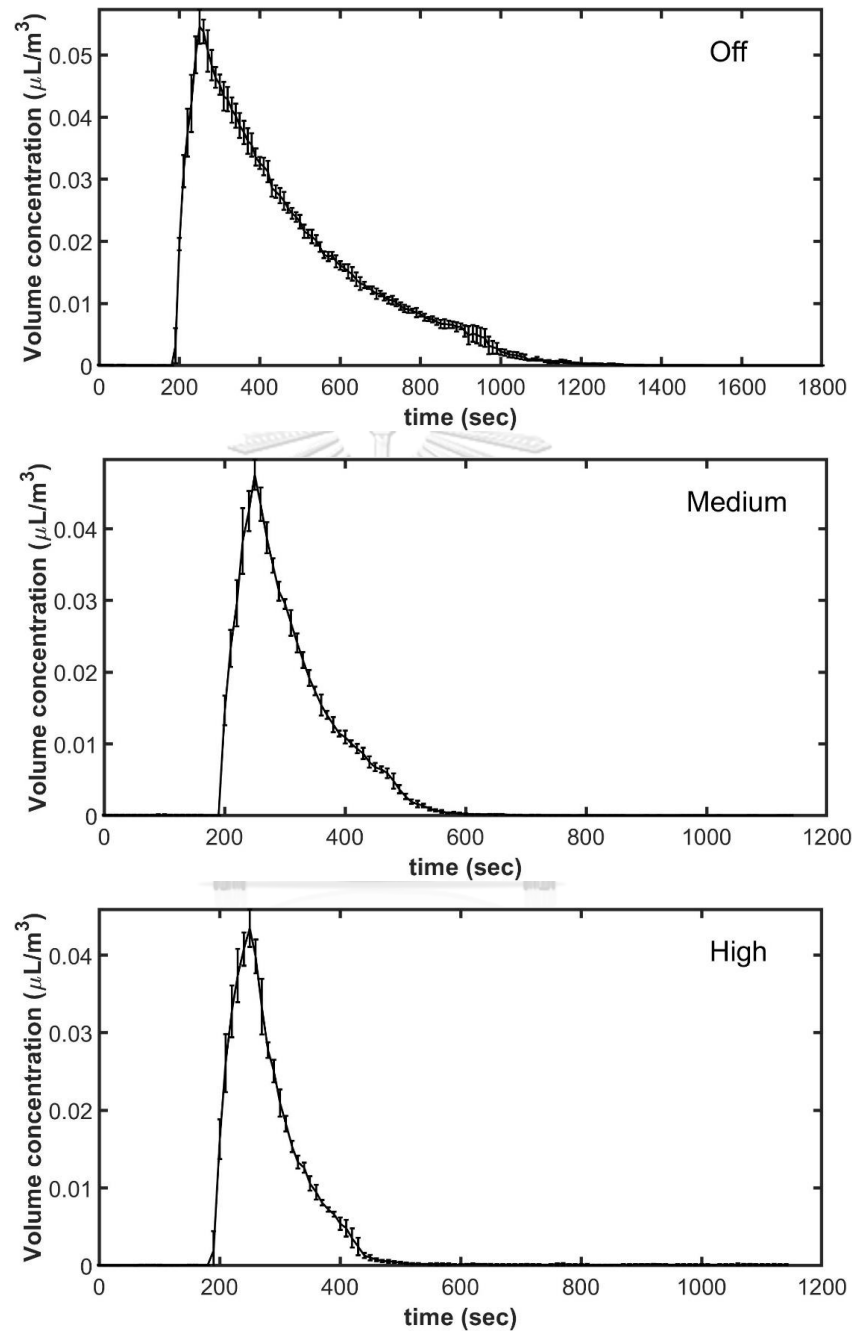 Off
Volume concentration (μL/m³)
0.05
0.04
0.03
0.02
0.01
0
0 200 400 600 800 1000 1200 1400 1600 1800
time (sec)
Medium
Volume concentration (μL/m³)
0.04
0.03
0.02
0.01
0
0 200 400 600 800 1000 1200
time (sec)
High
Volume concentration (μL/m³)
0.04
0.03
0.02
0.01
0
0 200 400 600 800 1000 1200
time (sec)